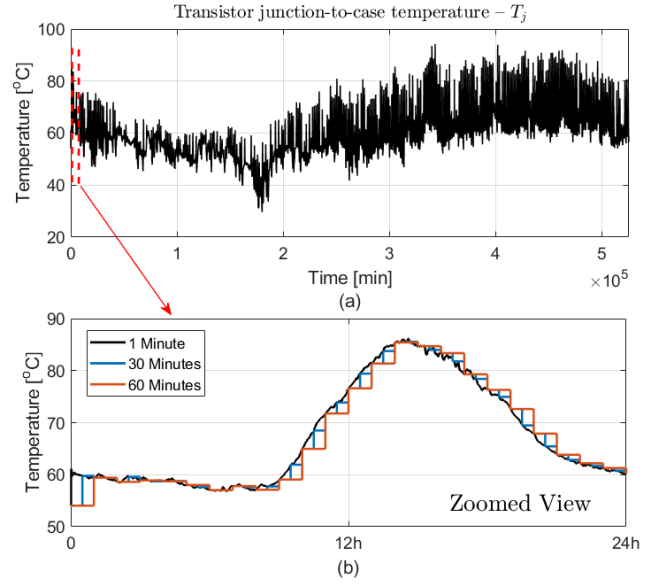 Transistor junction-to-case temperature – Tj
Temperature [°C]
100
80
60
40
20
0 1 2 3 4 5
Time [min]
×10^5
(a)
Temperature [°C]
90
80
70
60
50
1 Minute
30 Minutes
60 Minutes
Zoomed View
0 12h 24h
(b)